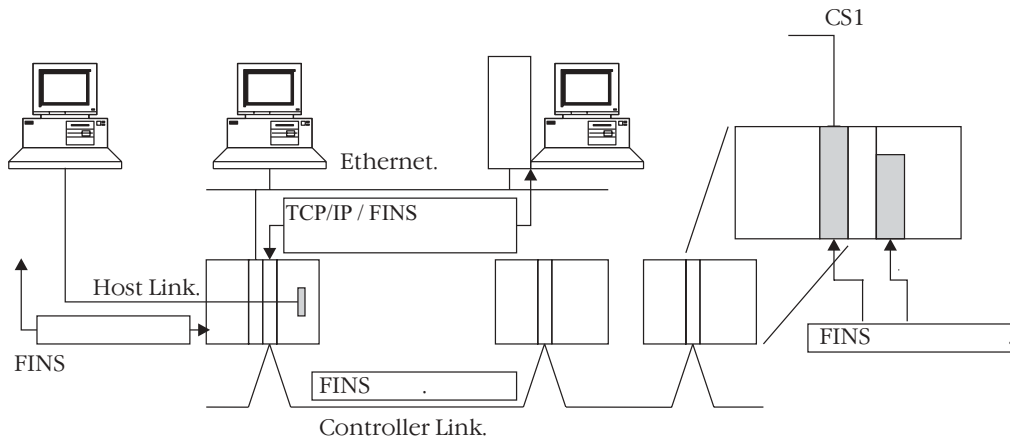 CS1
Ethernet.
TCP/IP / FINS
Host Link.
FINS .
FINS
FINS .
Controller Link.